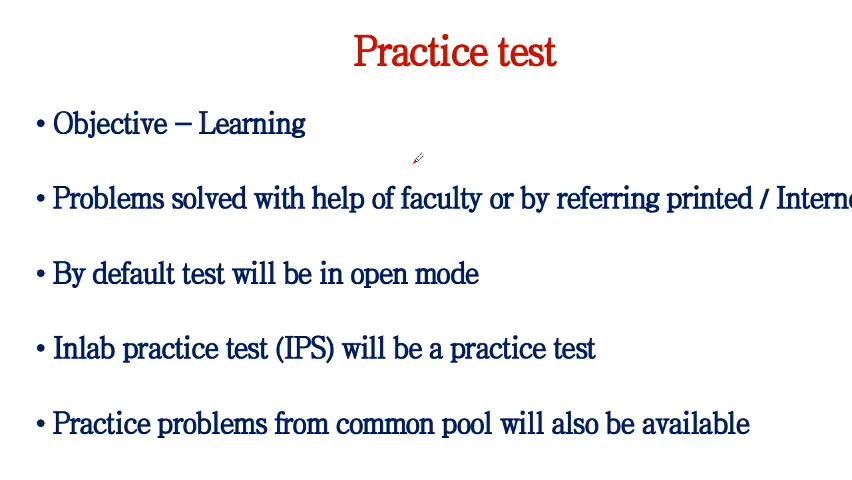 Practice test
• Objective – Learning
• Problems solved with help of faculty or by referring printed / 
• By default test will be in open mode
• Inlab practice test (IPS) will be a practice test
• Practice problems from common pool will also be available